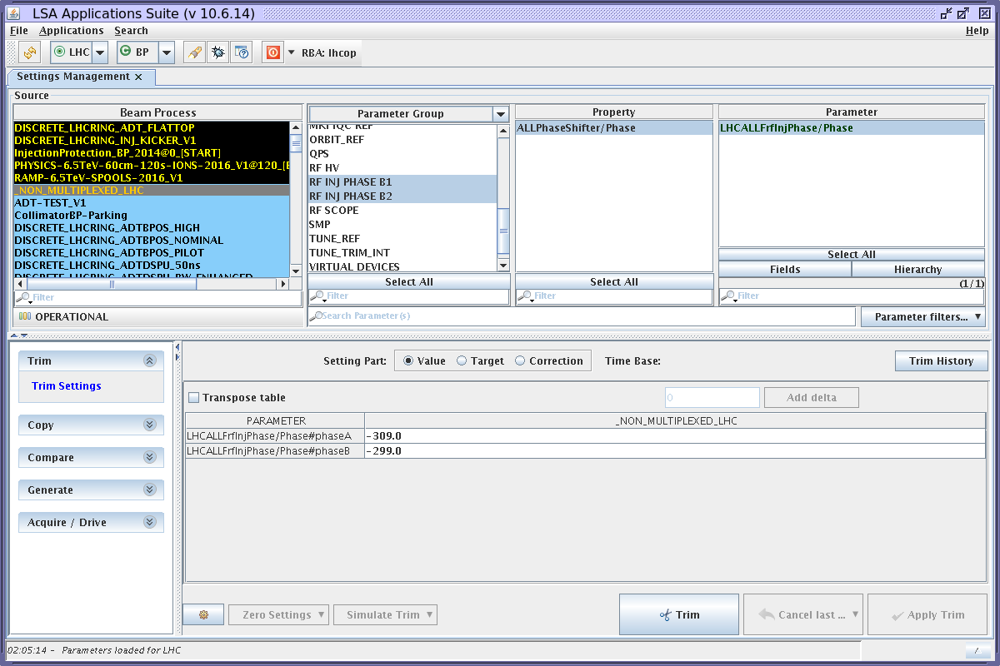 LSA Applications Suite (v 10.6.14)
File Applications Search Help
LHC BP RBA: lhcop
Settings Management
Source
Beam Process
DISCRETE_LHCRING_ADT_FLATTOP
DISCRETE_LHCRING_INJ_KICKER_V1
InjectionProtection_BP_2014@0_[START]
PHYSICS-6.5TeV-60cm-120s-IONS-2016_V1@120_[E
RAMP-6.5TeV-SPOOLS-2016_V1
_NON_MULTIPLEXED_LHC
ADT-TEST_V1
CollimatorBP-Parking
DISCRETE_LHCRING_ADTBPOS_HIGH
DISCRETE_LHCRING_ADTBPOS_NOMINAL
DISCRETE_LHCRING_ADTBPOS_PILOT
DISCRETE_LHCRING_ADTDSPU_50ns
DISCRETE_LHCRING_ADTDSPU_BW_ENHANCED
Filter
OPERATIONAL
Parameter Group
MKI IQC REF
ORBIT_REF
QPS
RF HV
RF INJ PHASE B1
RF INJ PHASE B2
RF SCOPE
SMP
TUNE_REF
TUNE_TRIM_INT
VIRTUAL DEVICES
Select All
Filter
Property
ALLPhaseShifter/Phase
Select All
Filter
Parameter
LHCALLFrfInjPhase/Phase
Select All
Fields Hierarchy
(1/1)
Filter
Search Parameter(s)
Parameter filters...
Trim
Trim Settings
Copy
Compare
Generate
Acquire / Drive
Setting Part: Value Target Correction Time Base: Trim History
Transpose table 0 Add delta
PARAMETER _NON_MULTIPLEXED_LHC
LHCALLFrfInjPhase/Phase#phaseA -309.0
LHCALLFrfInjPhase/Phase#phaseB -299.0
Zero Settings Simulate Trim Trim Cancel last ... Apply Trim
02:05:14 - Parameters loaded for LHC